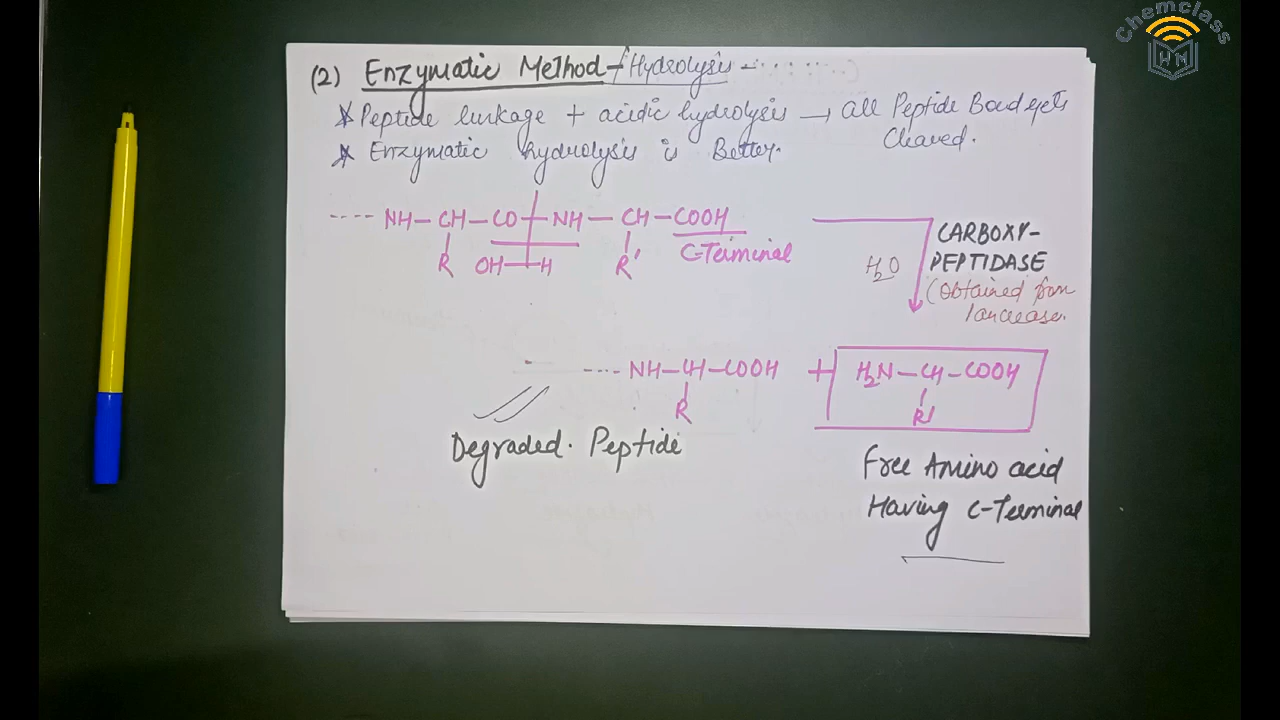 Chemclass
(2) Enzymatic Method - Hydrolysis - ......
* Peptide linkage + acidic hydrolysis → all Peptide Bond gets
Cleaved.
* Enzymatic hydrolysis is Better.
---- NH - CH - CO - NH - CH - COOH
R OH - H R' C-Terminal
CARBOXY-
H2O PEPTIDASE
(Obtained from
---- NH - CH - COOH + H2N - CH - COOH
R R'
Degraded. Peptide
Free Amino acid
Having C-Terminal